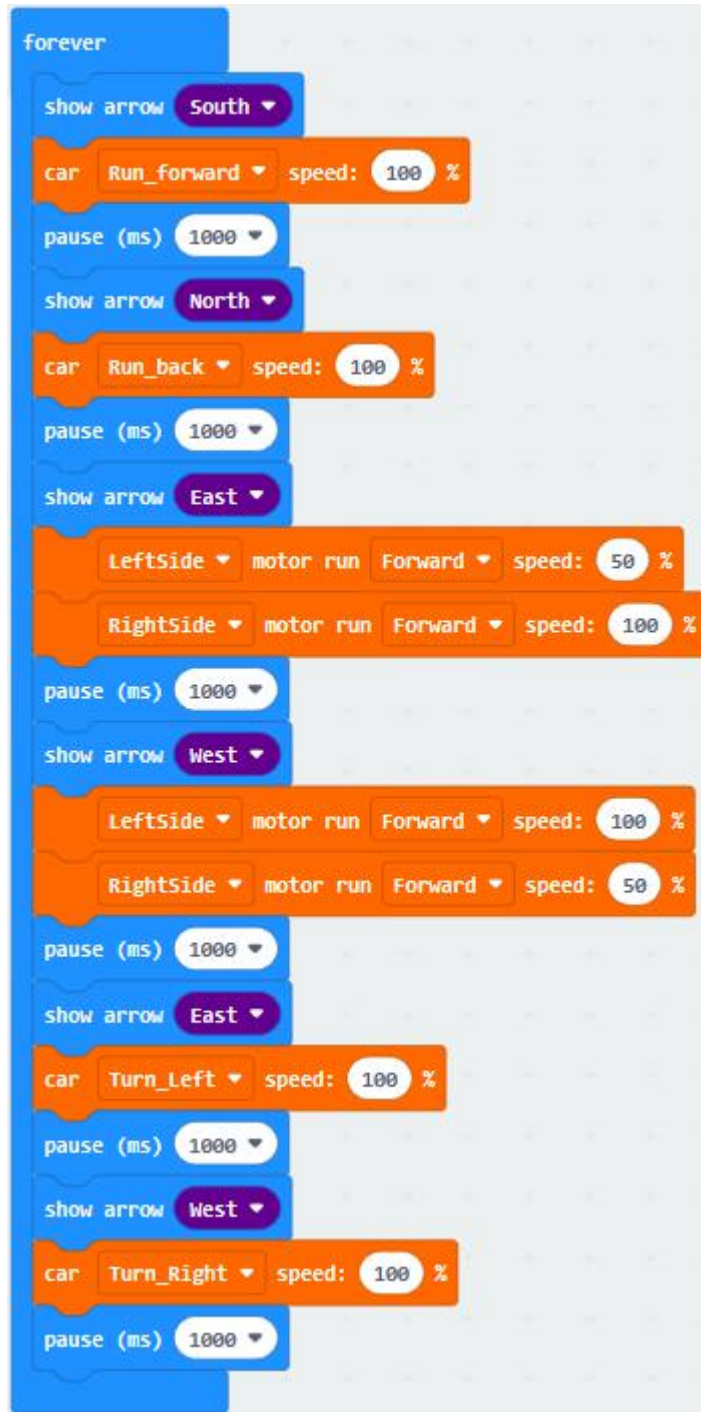 forever
show arrow South
car Run_forward speed: 100 %
pause (ms) 1000
show arrow North
car Run_back speed: 100 %
pause (ms) 1000
show arrow East
LeftSide motor run Forward speed: 50 %
RightSide motor run Forward speed: 100 %
pause (ms) 1000
show arrow West
LeftSide motor run Forward speed: 100 %
RightSide motor run Forward speed: 50 %
pause (ms) 1000
show arrow East
car Turn_Left speed: 100 %
pause (ms) 1000
show arrow West
car Turn_Right speed: 100 %
pause (ms) 1000